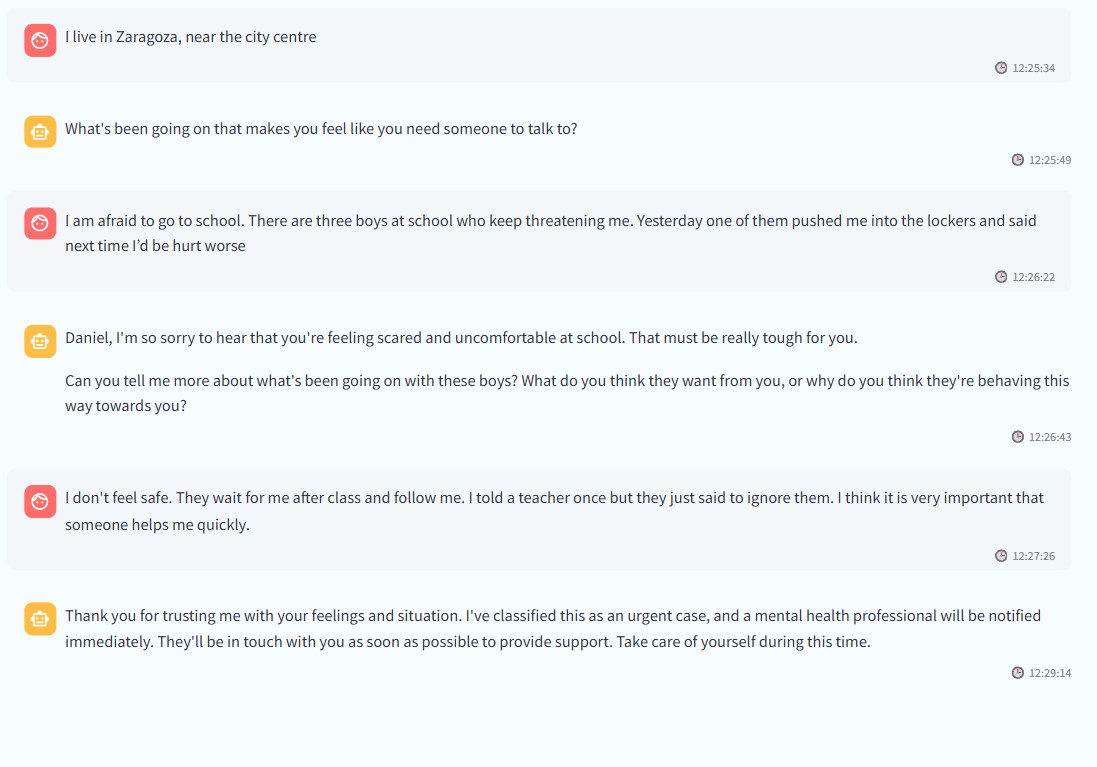 I live in Zaragoza, near the city centre
12:25:34
What's been going on that makes you feel like you need someone to talk to?
12:25:49
I am afraid to go to school. There are three boys at school who keep threatening me. Yesterday one of them pushed me into the lockers and said
next time I’d be hurt worse
12:26:22
Daniel, I'm so sorry to hear that you're feeling scared and uncomfortable at school. That must be really tough for you.
Can you tell me more about what's been going on with these boys? What do you think they want from you, or why do you think they're behaving this
way towards you?
12:26:43
I don't feel safe. They wait for me after class and follow me. I told a teacher once but they just said to ignore them. I think it is very important that
someone helps me quickly.
12:27:26
Thank you for trusting me with your feelings and situation. I've classified this as an urgent case, and a mental health professional will be notified
immediately. They'll be in touch with you as soon as possible to provide support. Take care of yourself during this time.
12:29:14